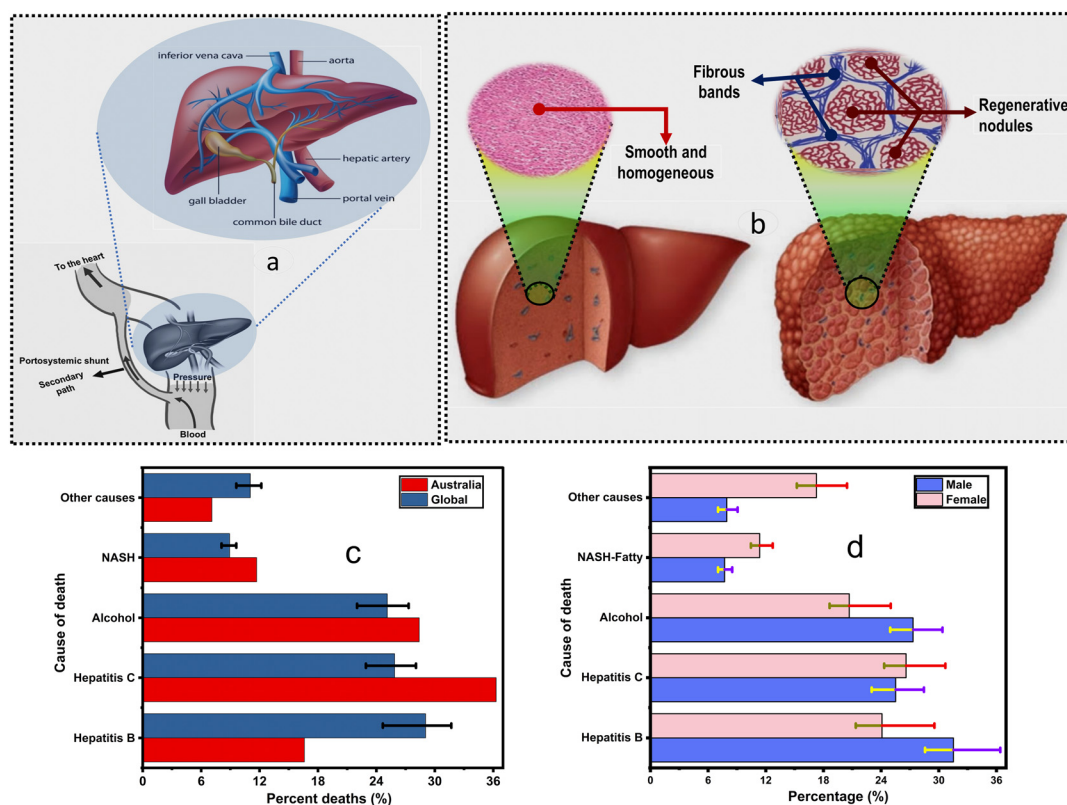 inferior vena cava
aorta
hepatic artery
gall bladder
portal vein
common bile duct
a
To the heart
Portosystemic shunt
Secondary
path
Pressure
Blood
Smooth and
homogeneous
Fibrous
bands
Regenerative
nodules
b
Cause of death
Other causes
NASH
Alcohol
Hepatitis C
Hepatitis B
Australia
Global
c
0 6 12 18 24 30 36
Percent deaths (%)
Cause of death
Other causes
NASH-Fatty
Alcohol
Hepatitis C
Hepatitis B
Male
Female
d
0 6 12 18 24 30 36
Percentage (%)